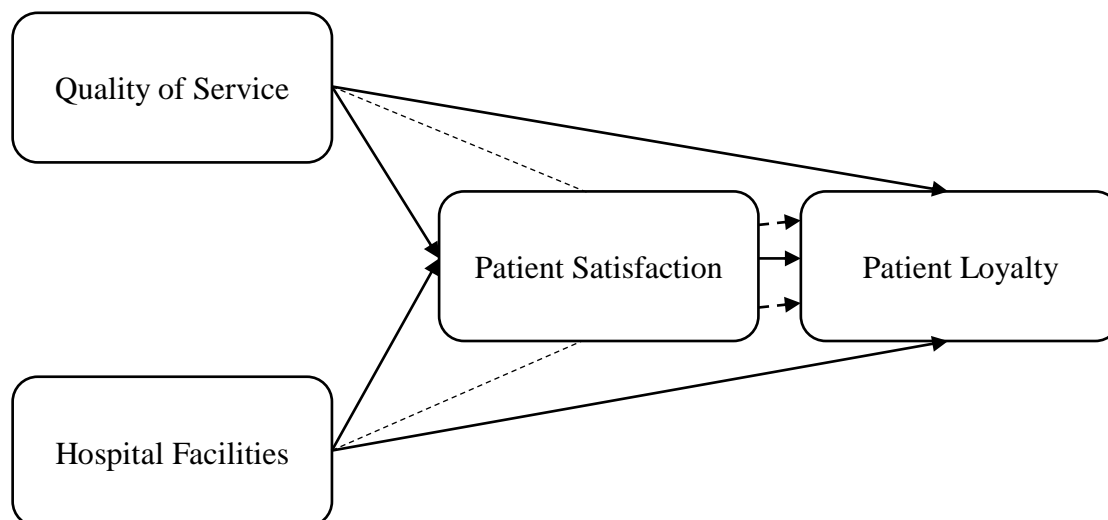 Quality of Service
Patient Satisfaction
Patient Loyalty
Hospital Facilities